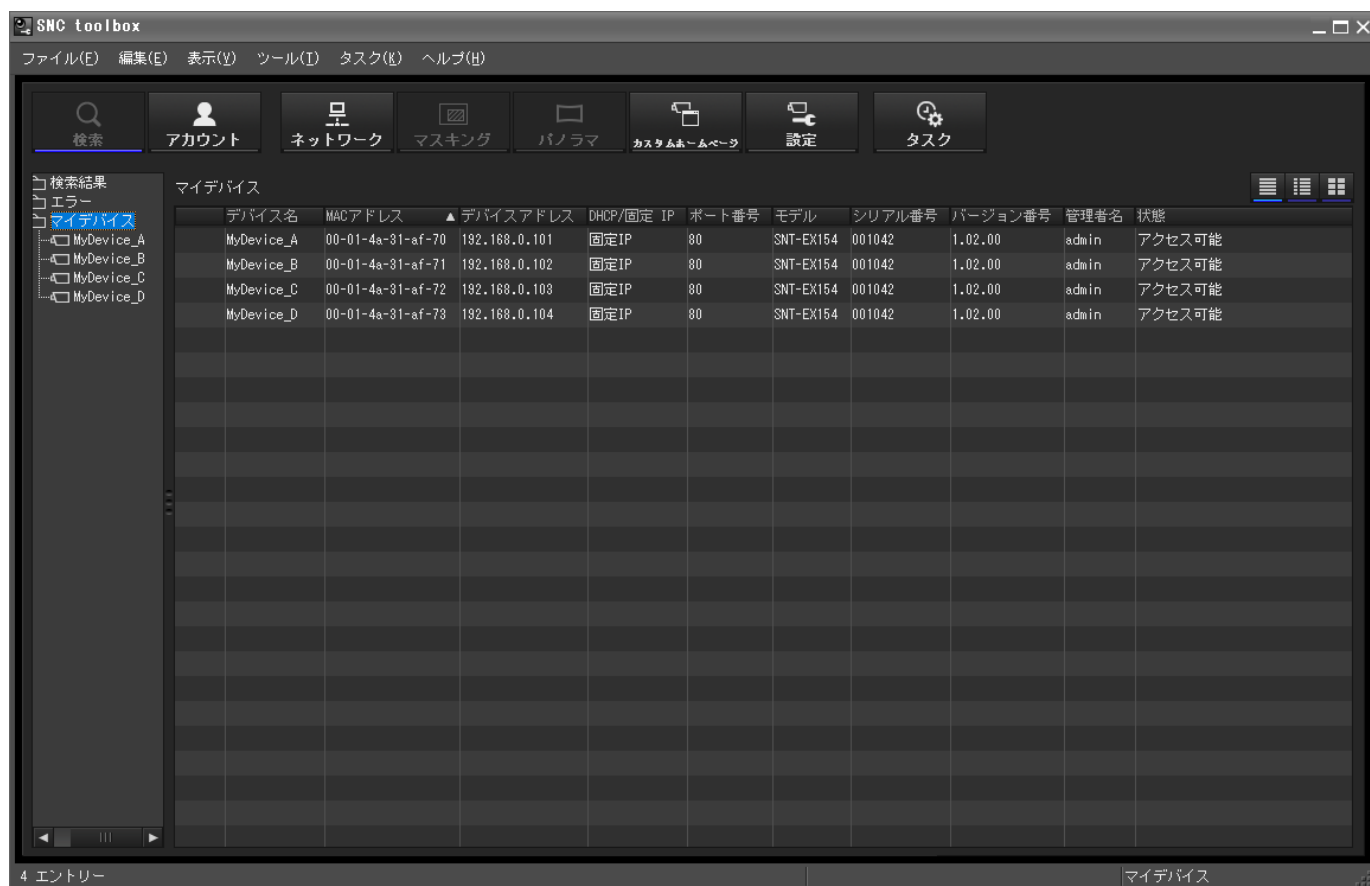 SNC toolbox
ファイル(F) 編集(E) 表示(V) ツール(T) タスク(K) ヘルプ(H)
検索 アカウント ネットワーク マスキング パノラマ カスタムホームページ 設定 タスク
検索結果
エラー
マイデバイス
MyDevice_A
MyDevice_B
MyDevice_C
MyDevice_D
マイデバイス
デバイス名 MACアドレス ▲ デバイスアドレス DHCP/固定 IP ポート番号 モデル シリアル番号 バージョン番号 管理者名 状態
MyDevice_A 00-01-4a-31-af-70 192.168.0.101 固定IP 80 SNT-EX154 001042 1.02.00 admin アクセス可能
MyDevice_B 00-01-4a-31-af-71 192.168.0.102 固定IP 80 SNT-EX154 001042 1.02.00 admin アクセス可能
MyDevice_C 00-01-4a-31-af-72 192.168.0.103 固定IP 80 SNT-EX154 001042 1.02.00 admin アクセス可能
MyDevice_D 00-01-4a-31-af-73 192.168.0.104 固定IP 80 SNT-EX154 001042 1.02.00 admin アクセス可能
4 エントリー マイデバイス